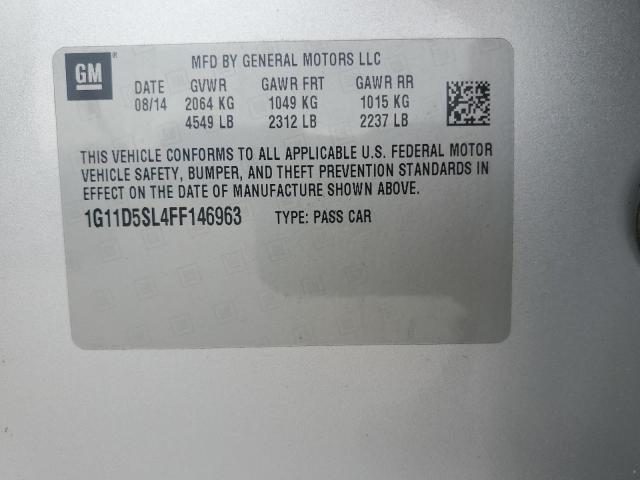 GM
MFD BY GENERAL MOTORS LLC
DATE GVWR GAWR FRT GAWR RR
08/14 2064 KG 1049 KG 1015 KG
4549 LB 2312 LB 2237 LB
THIS VEHICLE CONFORMS TO ALL APPLICABLE U.S. FEDERAL MOTOR
VEHICLE SAFETY, BUMPER, AND THEFT PREVENTION STANDARDS IN
EFFECT ON THE DATE OF MANUFACTURE SHOWN ABOVE.
1G11D5SL4FF146963 TYPE: PASS CAR